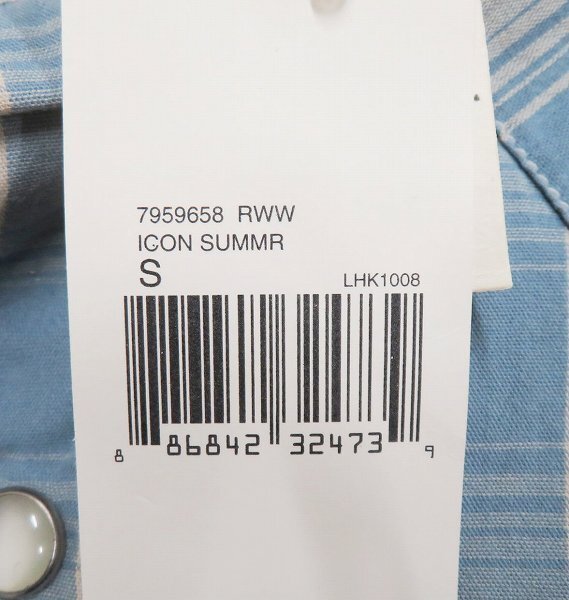 7959658 RWW
ICON SUMMR
S
LHK1008
8 86842 32473 9